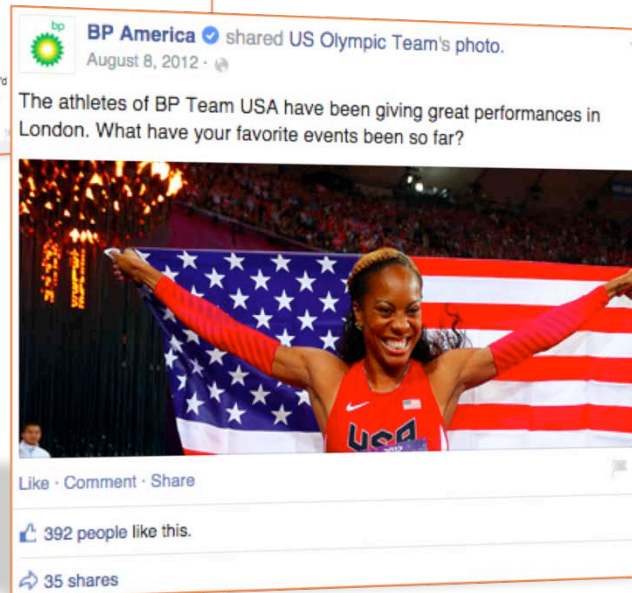 bp
BP America shared US Olympic Team's photo.
August 8, 2012 ·
The athletes of BP Team USA have been giving great performances in
London. What have your favorite events been so far?
USA
2012
Like · Comment · Share
392 people like this.
35 shares